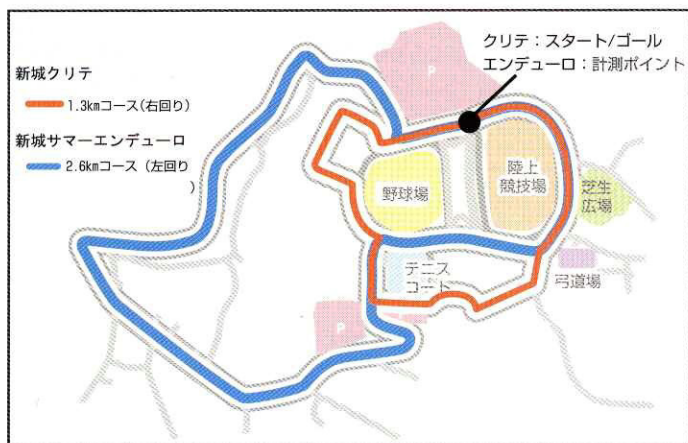 クリテ：スタート/ゴール
エンデューロ：計測ポイント
新城クリテ
1.3kmコース(右回り)
新城サマーエンデューロ
2.6kmコース (左回り
)
P
野球場
陸上
競技場
芝生
広場
テニス
コート
弓道場
P